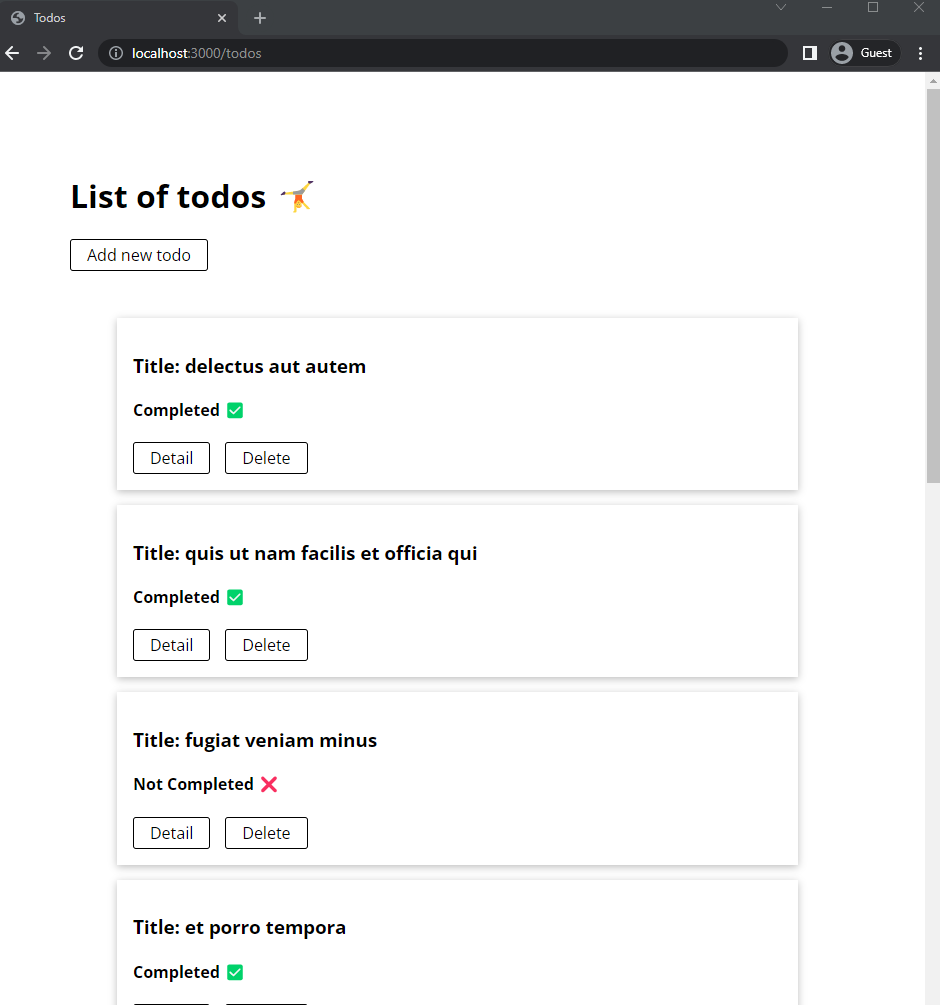 Todos
localhost:3000/todos
Guest
List of todos
Add new todo
Title: delectus aut autem
Completed ✅
Detail Delete
Title: quis ut nam facilis et officia qui
Completed ✅
Detail Delete
Title: fugiat veniam minus
Not Completed ❌
Detail Delete
Title: et porro tempora
Completed ✅